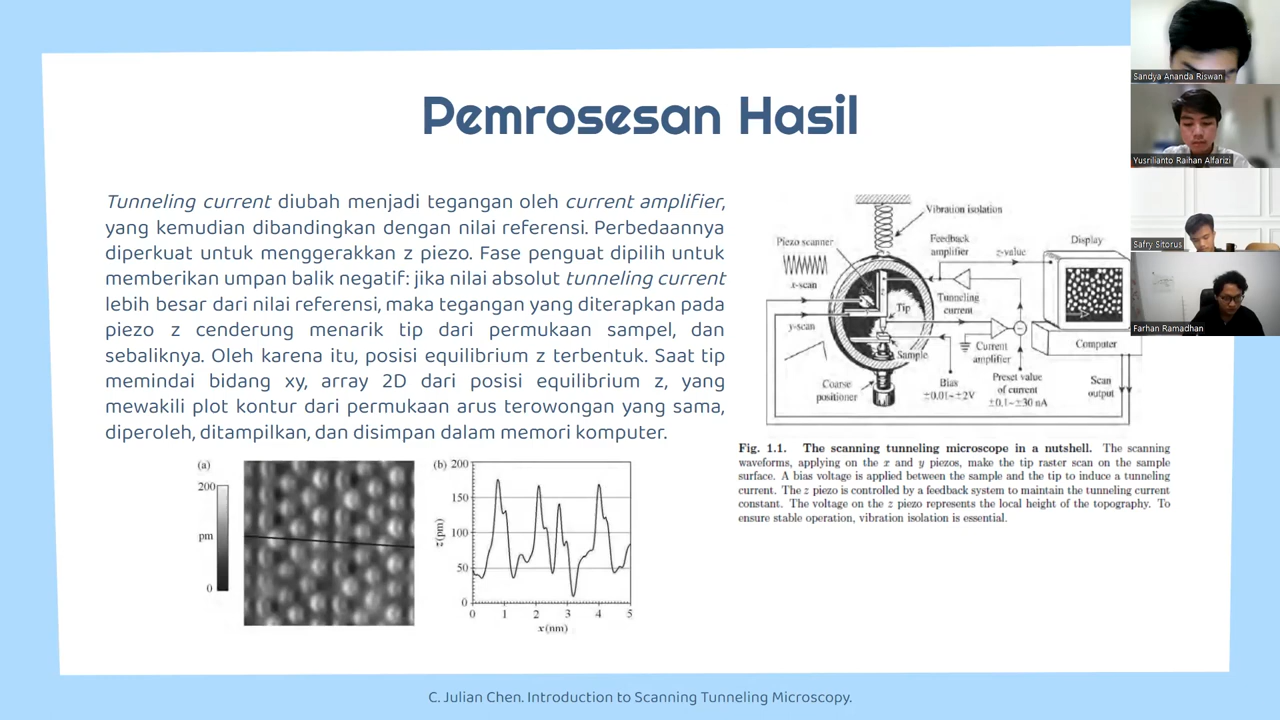 Pemrosesan Hasil
Tunneling current diubah menjadi tegangan oleh current amplifier,
yang kemudian dibandingkan dengan nilai referensi. Perbedaannya
diperkuat untuk menggerakkan z piezo. Fase penguat dipilih untuk
memberikan umpan balik negatif: jika nilai absolut tunneling current
lebih besar dari nilai referensi, maka tegangan yang diterapkan pada
piezo z cenderung menarik tip dari permukaan sampel, dan
sebaliknya. Oleh karena itu, posisi equilibrium z terbentuk. Saat tip
memindai bidang xy, array 2D dari posisi equilibrium z, yang
mewakili plot kontur dari permukaan arus terowongan yang sama,
diperoleh, ditampilkan, dan disimpan dalam memori komputer.
(a)
200
pm
0
(b)
200
150
100
50
0
z(pm)
0 1 2 3 4 5
x(nm)
Vibration isolation
Piezo scanner
Feedback
amplifier
z-value
Display
x-scan
Tunneling
current
Tip
y-scan
Sample
Current
amplifier
Computer
Coarse
positioner
Bias
±0.01~±2V
Preset value
of current
±0.1~±30 nA
Scan
output
Fig. 1.1. The scanning tunneling microscope in a nutshell. The scanning
waveforms, applying on the x and y piezos, make the tip raster scan on the sample
surface. A bias voltage is applied between the sample and the tip to induce a tunneling
current. The z piezo is controlled by a feedback system to maintain the tunneling current
constant. The voltage on the z piezo represents the local height of the topography. To
ensure stable operation, vibration isolation is essential.
C. Julian Chen. Introduction to Scanning Tunneling Microscopy.
Sandya Ananda Riswan
Yusrilianto Raihan Alfarizi
Safry Sitorus
Farhan Ramadhan